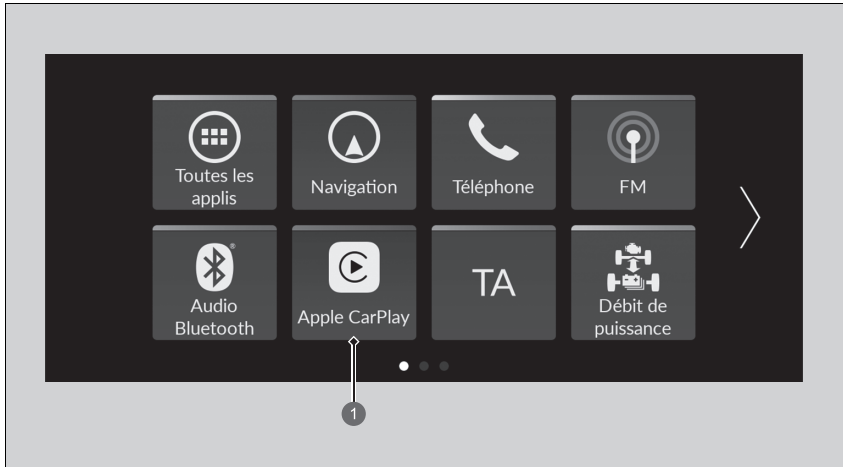 Toutes les
applis
Navigation
Téléphone
FM
Audio
Bluetooth
®
Apple CarPlay
TA
Débit de
puissance
1